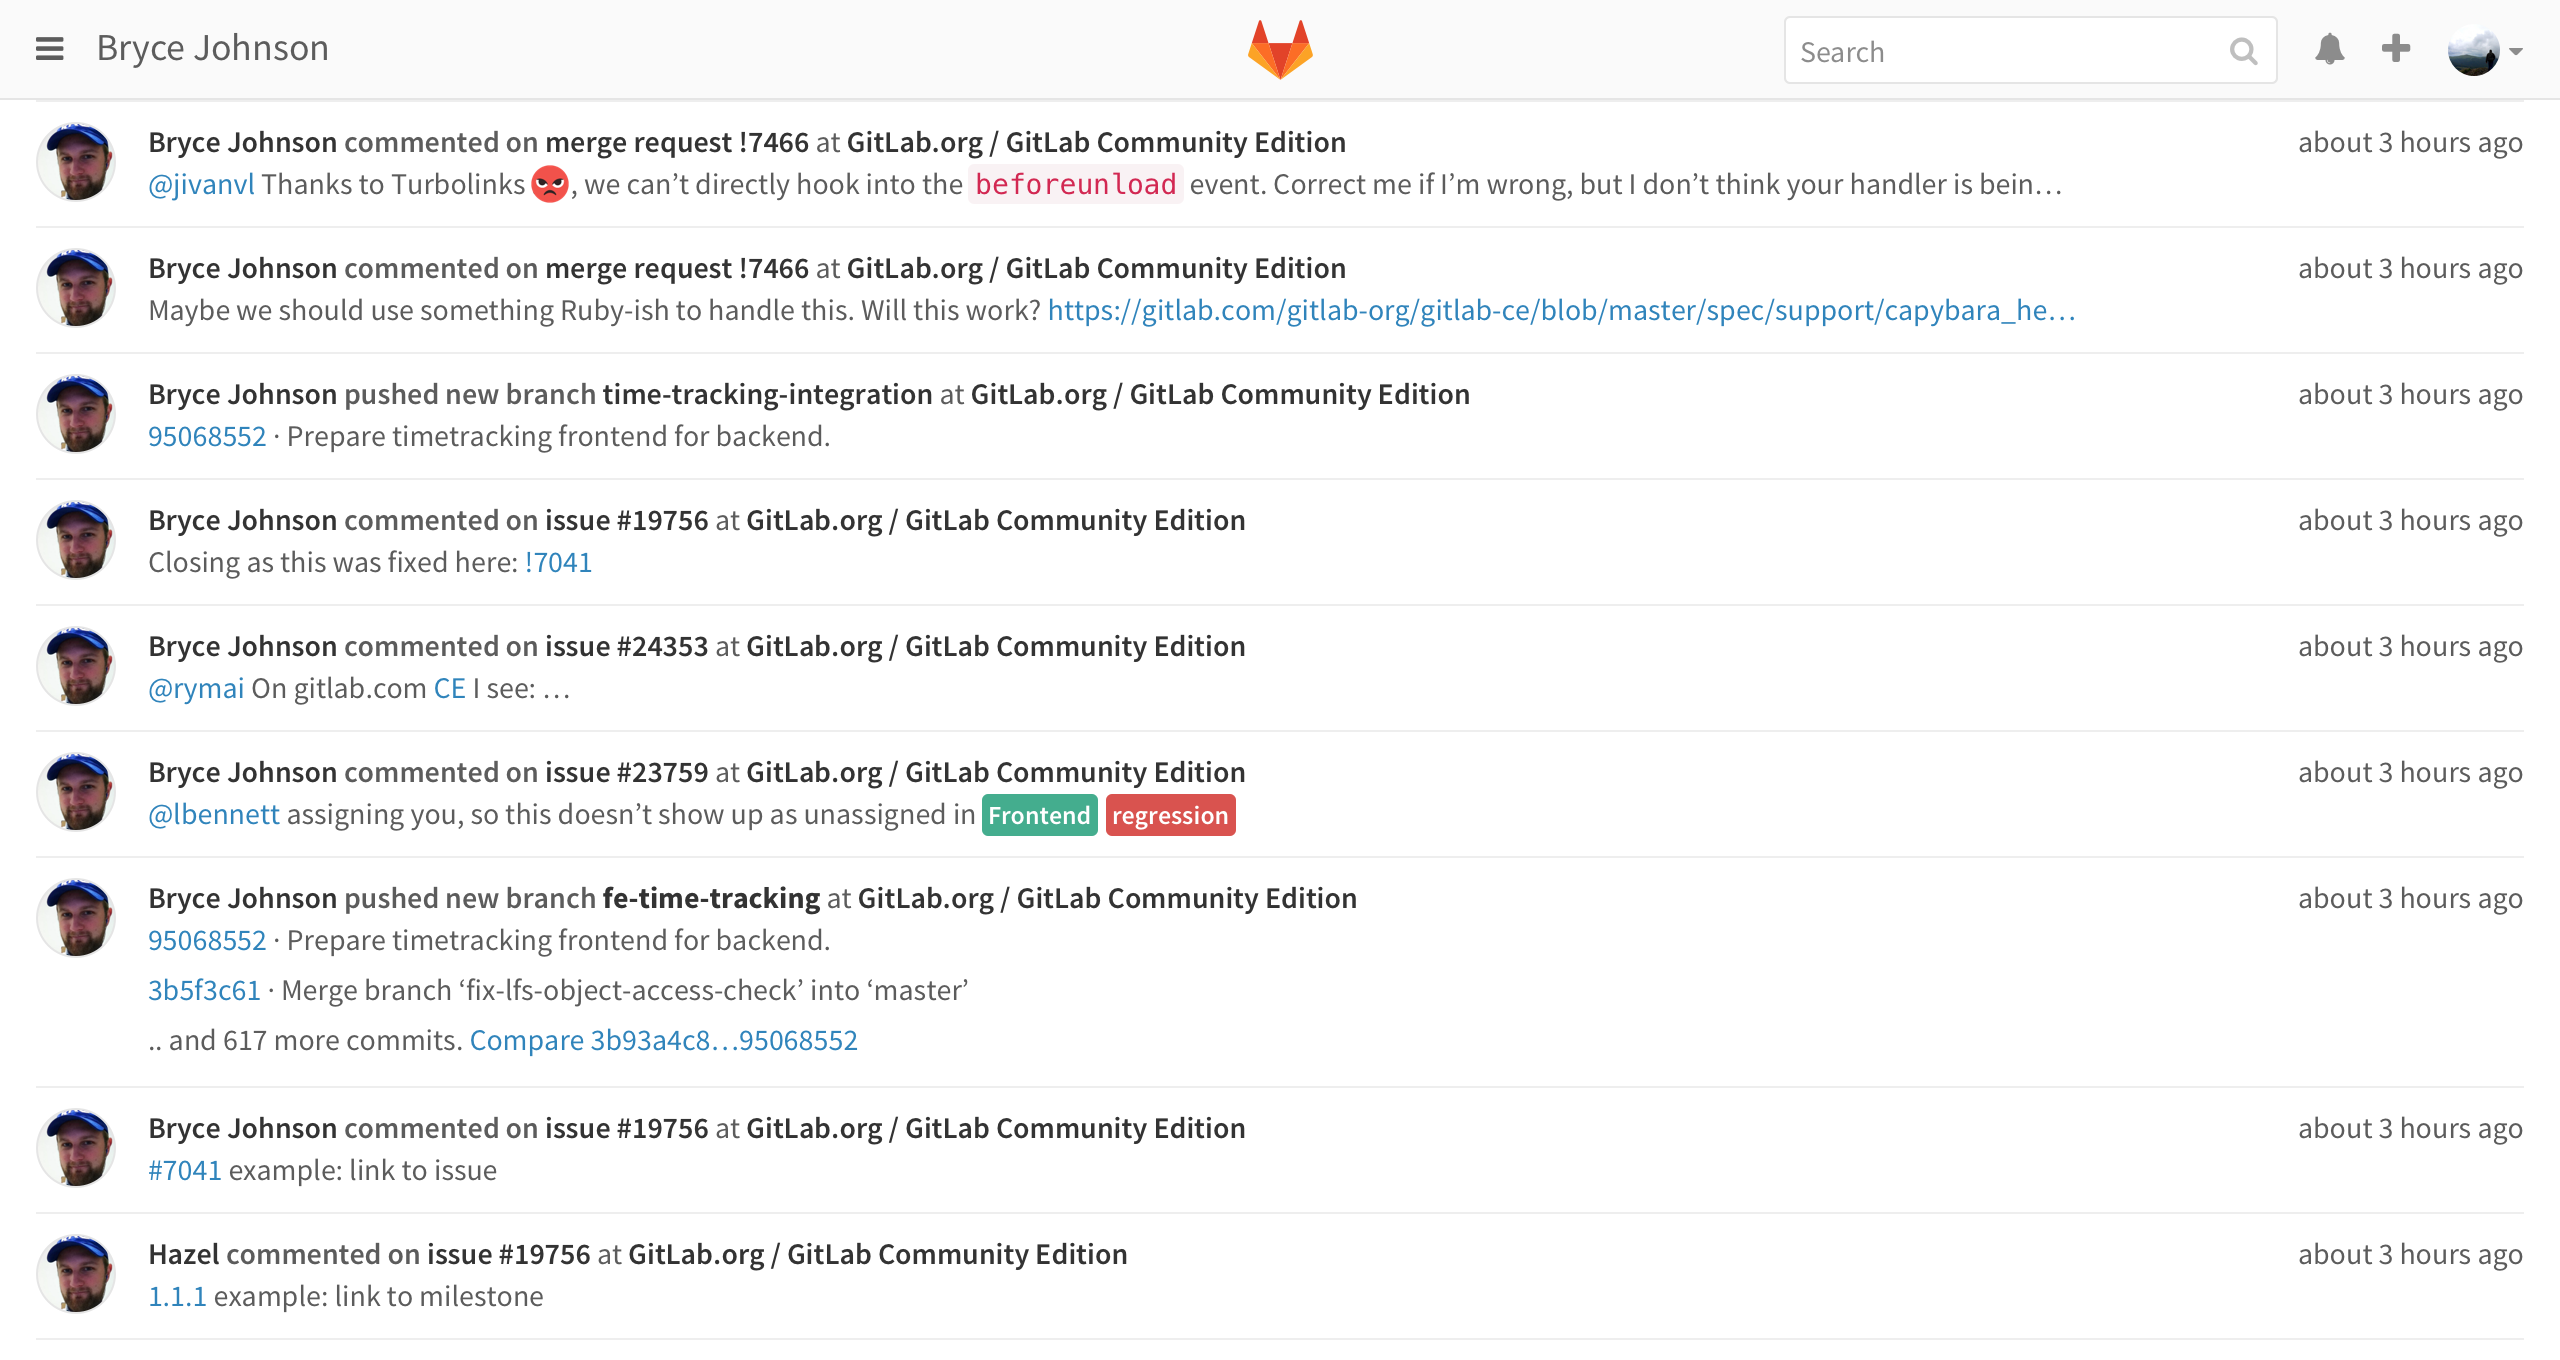 Bryce Johnson
Search
Bryce Johnson commented on merge request !7466 at GitLab.org / GitLab Community Edition
about 3 hours ago
@jivanvl Thanks to Turbolinks 😡, we can’t directly hook into the beforeunload event. Correct me if I’m wrong, but I don’t think your handler is bein…
Bryce Johnson commented on merge request !7466 at GitLab.org / GitLab Community Edition
about 3 hours ago
Maybe we should use something Ruby-ish to handle this. Will this work? https://gitlab.com/gitlab-org/gitlab-ce/blob/master/spec/support/capybara_he…
Bryce Johnson pushed new branch time-tracking-integration at GitLab.org / GitLab Community Edition
about 3 hours ago
95068552 · Prepare timetracking frontend for backend.
Bryce Johnson commented on issue #19756 at GitLab.org / GitLab Community Edition
about 3 hours ago
Closing as this was fixed here: !7041
Bryce Johnson commented on issue #24353 at GitLab.org / GitLab Community Edition
about 3 hours ago
@rymai On gitlab.com CE I see: …
Bryce Johnson commented on issue #23759 at GitLab.org / GitLab Community Edition
about 3 hours ago
@lbennett assigning you, so this doesn’t show up as unassigned in Frontend regression
Bryce Johnson pushed new branch fe-time-tracking at GitLab.org / GitLab Community Edition
about 3 hours ago
95068552 · Prepare timetracking frontend for backend.
3b5f3c61 · Merge branch ‘fix-lfs-object-access-check’ into ‘master’
.. and 617 more commits. Compare 3b93a4c8…95068552
Bryce Johnson commented on issue #19756 at GitLab.org / GitLab Community Edition
about 3 hours ago
#7041 example: link to issue
Hazel commented on issue #19756 at GitLab.org / GitLab Community Edition
about 3 hours ago
1.1.1 example: link to milestone